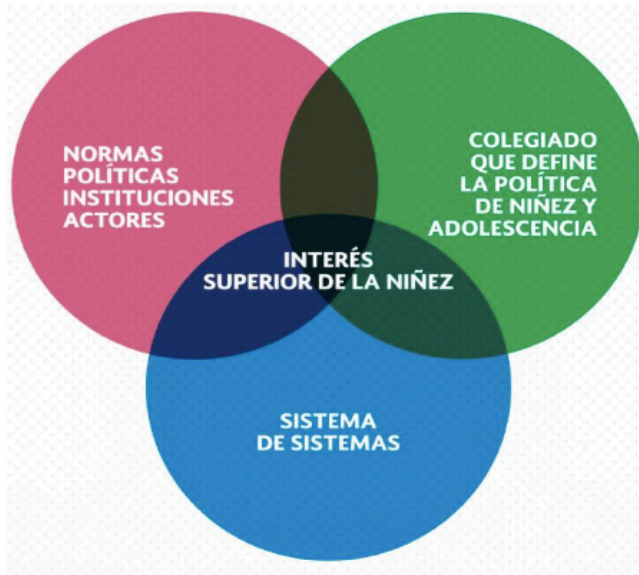 NORMAS
POLÍTICAS
INSTITUCIONES
ACTORES
COLEGIADO
QUE DEFINE
LA POLÍTICA
DE NIÑEZ Y
ADOLESCENCIA
INTERÉS
SUPERIOR DE LA NIÑEZ
SISTEMA
DE SISTEMAS